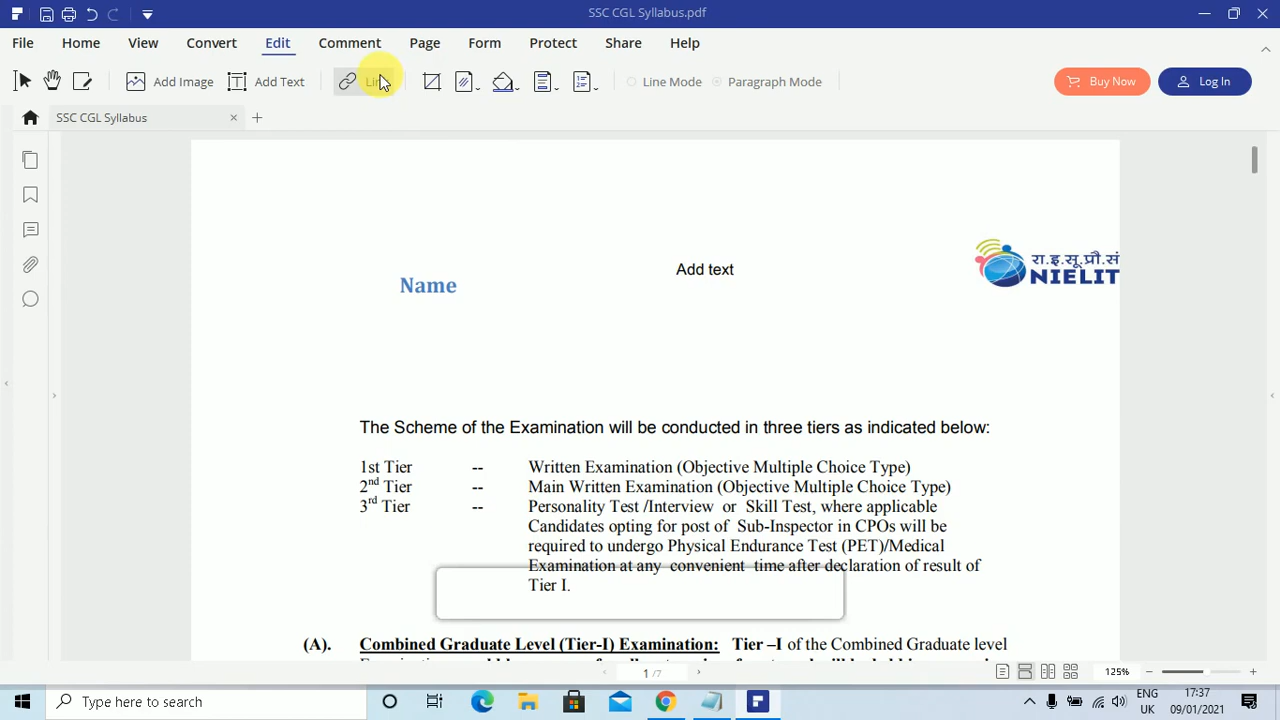 SSC CGL Syllabus.pdf
File Home View Convert Edit Comment Page Form Protect Share Help
Add Image Add Text Line Mode Paragraph Mode Buy Now Log In
SSC CGL Syllabus
रा.इ.सू.प्रौ.सं
NIELIT
Add text
Name
The Scheme of the Examination will be conducted in three tiers as indicated below:
1st Tier -- Written Examination (Objective Multiple Choice Type)
2nd Tier -- Main Written Examination (Objective Multiple Choice Type)
3rd Tier -- Personality Test /Interview or Skill Test, where applicable
Candidates opting for post of Sub-Inspector in CPOs will be
required to undergo Physical Endurance Test (PET)/Medical
Examination at any convenient time after declaration of result of
Tier I.
(A). Combined Graduate Level (Tier-I) Examination: Tier –I of the Combined Graduate level
1 /7
125%
Type here to search
ENG
UK
17:37
09/01/2021